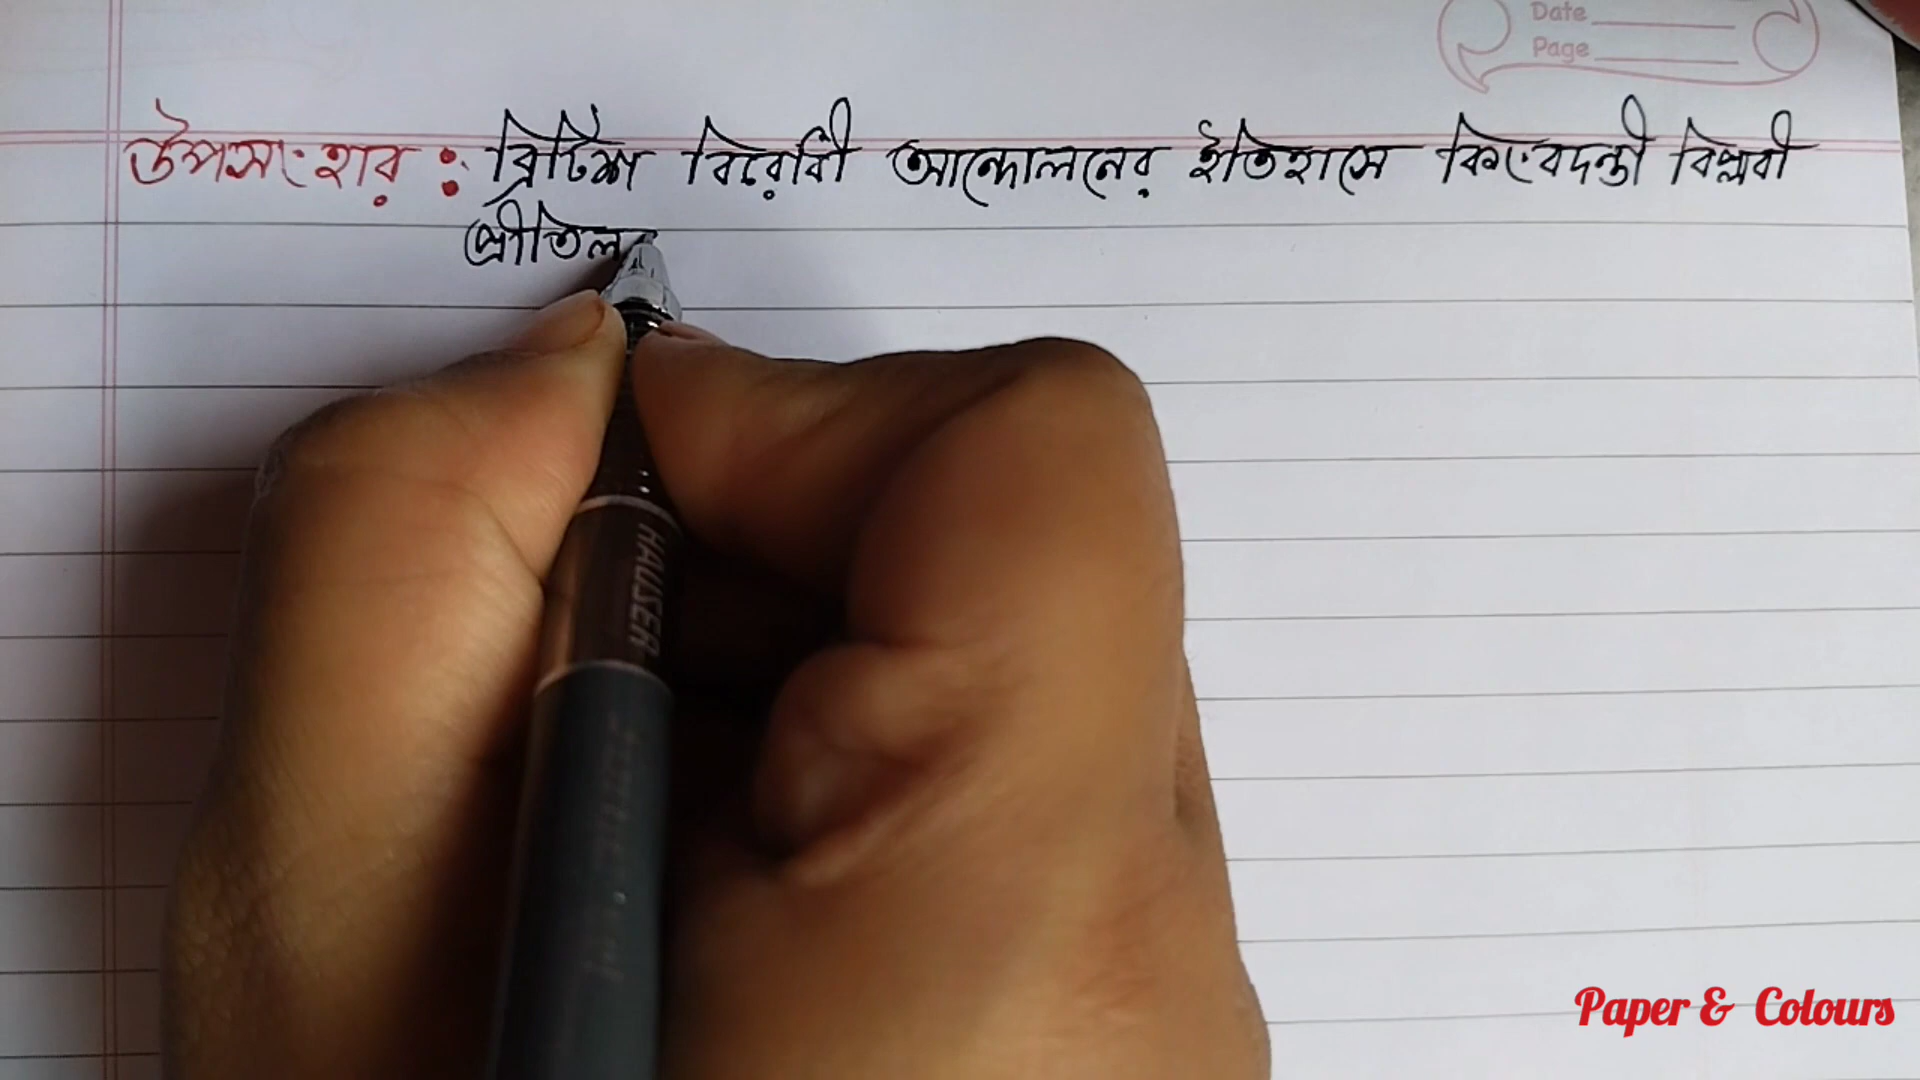 Date
Page
উপসংহার : ব্রিটিশ বিরোধী আন্দোলনের ইতিহাসে কিংবদন্তী বিপ্লবী
প্রীতিল
HAUSER
Paper & Colours